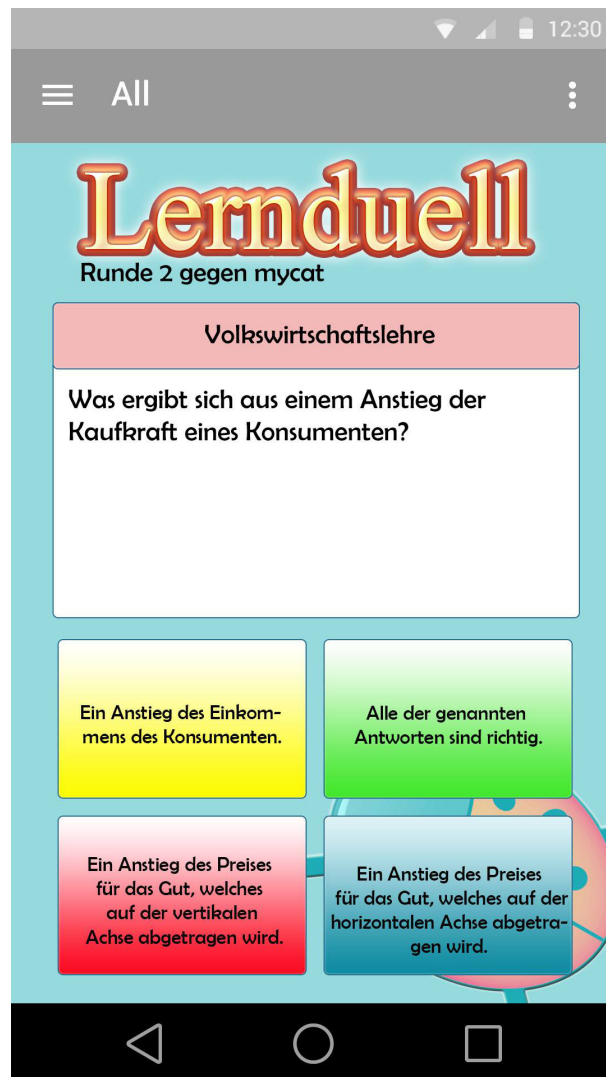 12:30
All
Lernduell
Runde 2 gegen mycat
Volkswirtschaftslehre
Was ergibt sich aus einem Anstieg der
Kaufkraft eines Konsumenten?
Ein Anstieg des Einkom-
mens des Konsumenten.
Alle der genannten
Antworten sind richtig.
Ein Anstieg des Preises
für das Gut, welches
auf der vertikalen
Achse abgetragen wird.
Ein Anstieg des Preises
für das Gut, welches auf der
horizontalen Achse abgetra-
gen wird.